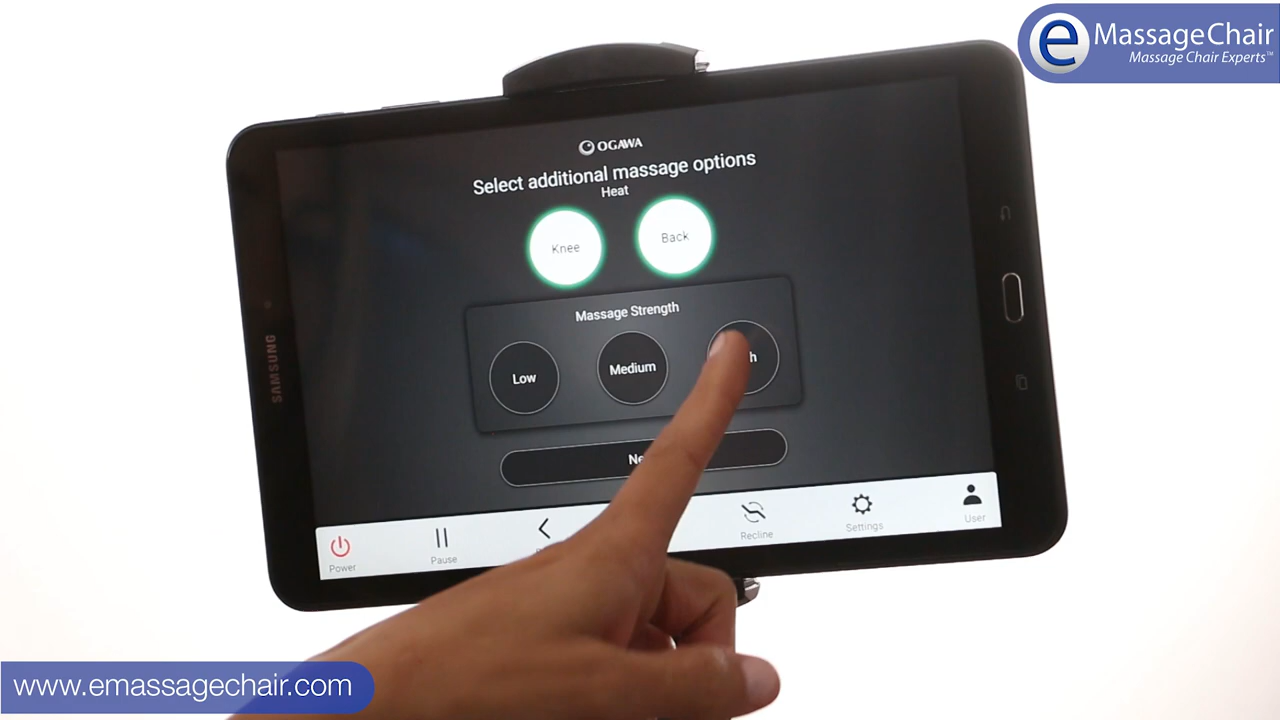 e MassageChair
Massage Chair Experts™
OGAWA
Select additional massage options
Heat
Knee
Back
Massage Strength
Low
Medium
SAMSUNG
Power
Pause
Recline
Settings
User
www.emassagechair.com